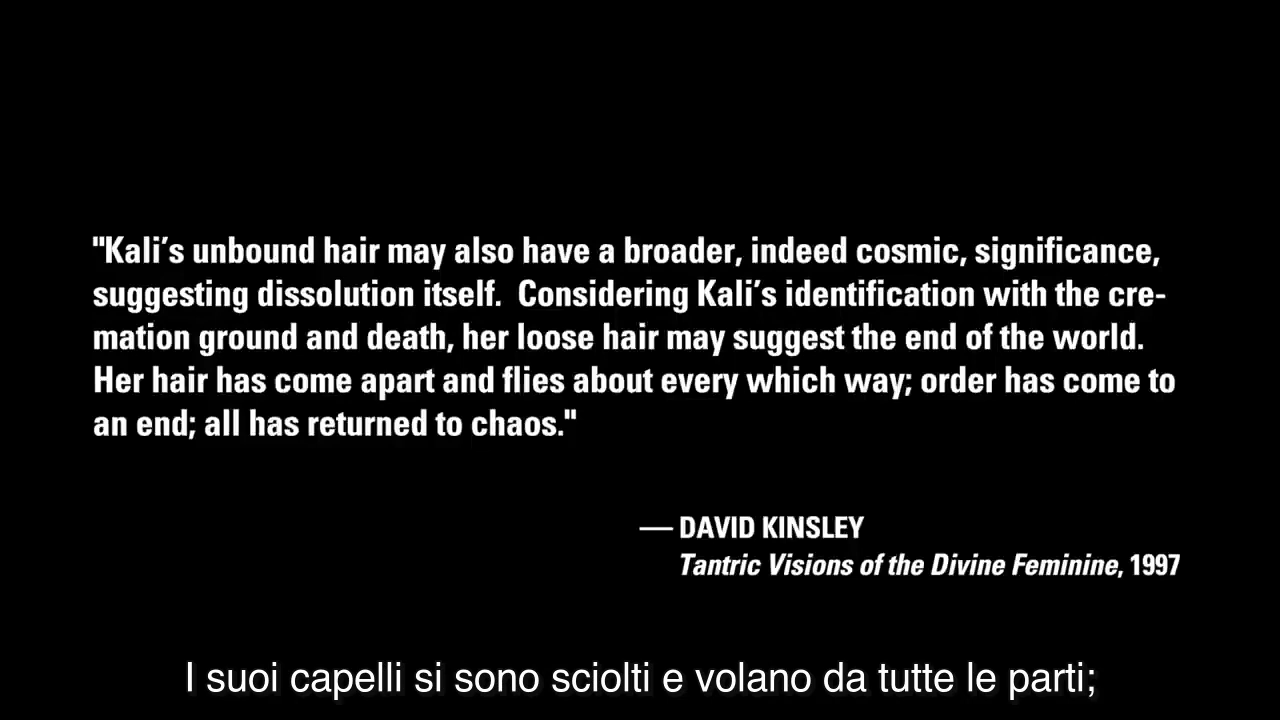 "Kali’s unbound hair may also have a broader, indeed cosmic, significance,
suggesting dissolution itself.  Considering Kali’s identification with the cre-
mation ground and death, her loose hair may suggest the end of the world.
Her hair has come apart and flies about every which way; order has come to
an end; all has returned to chaos."
— DAVID KINSLEY
Tantric Visions of the Divine Feminine, 1997
I suoi capelli si sono sciolti e volano da tutte le parti;